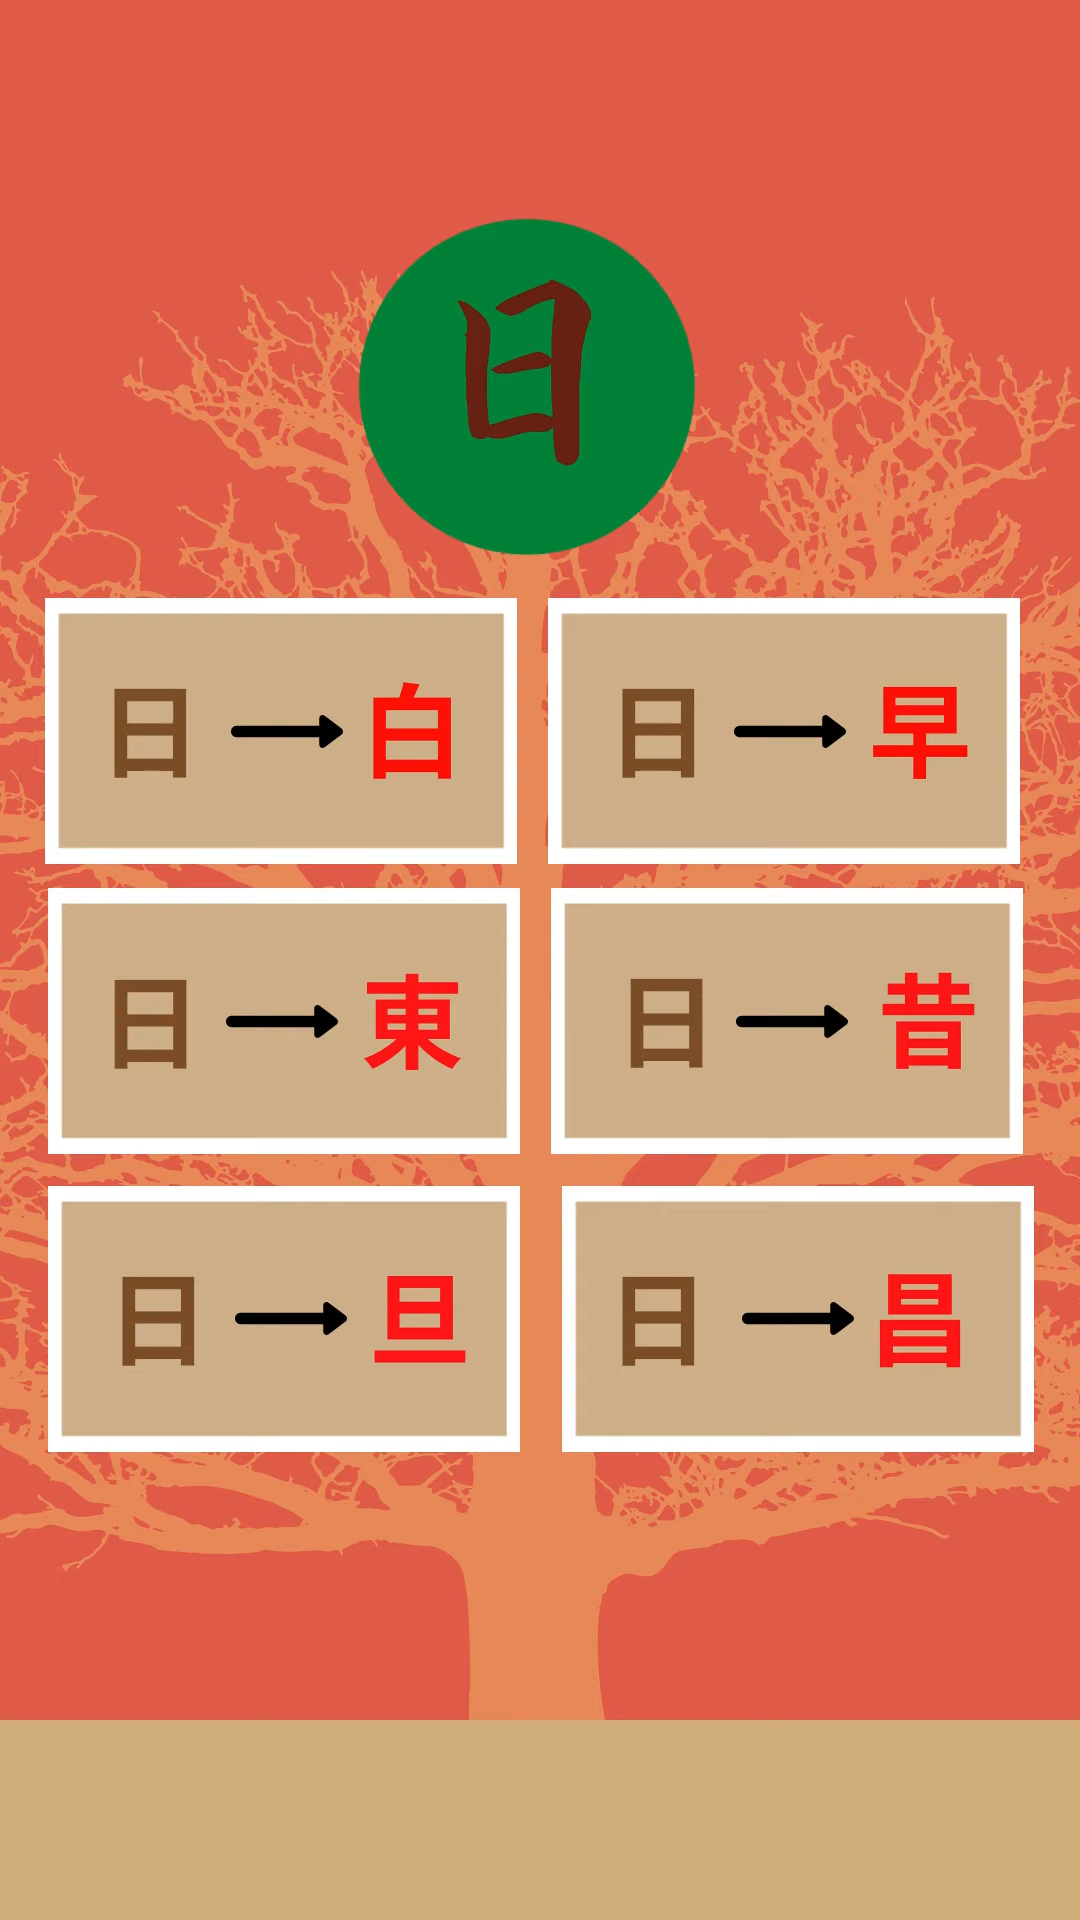 日
日 → 白
日 → 早
日 → 東
日 → 昔
日 → 旦
日 → 昌